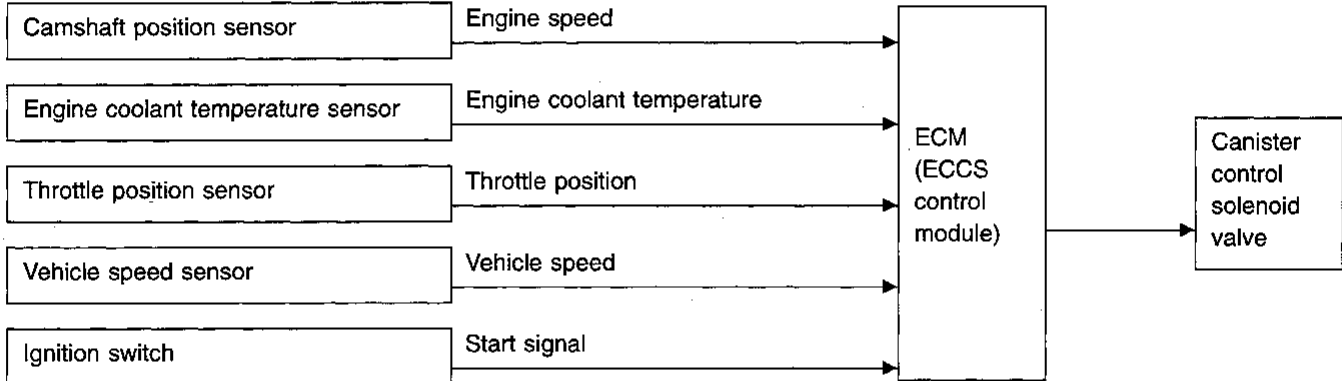 Camshaft position sensor
Engine speed
Engine coolant temperature sensor
Engine coolant temperature
Throttle position sensor
Throttle position
Vehicle speed sensor
Vehicle speed
Ignition switch
Start signal
ECM
(ECCS
control
module)
Canister
control
solenoid
valve